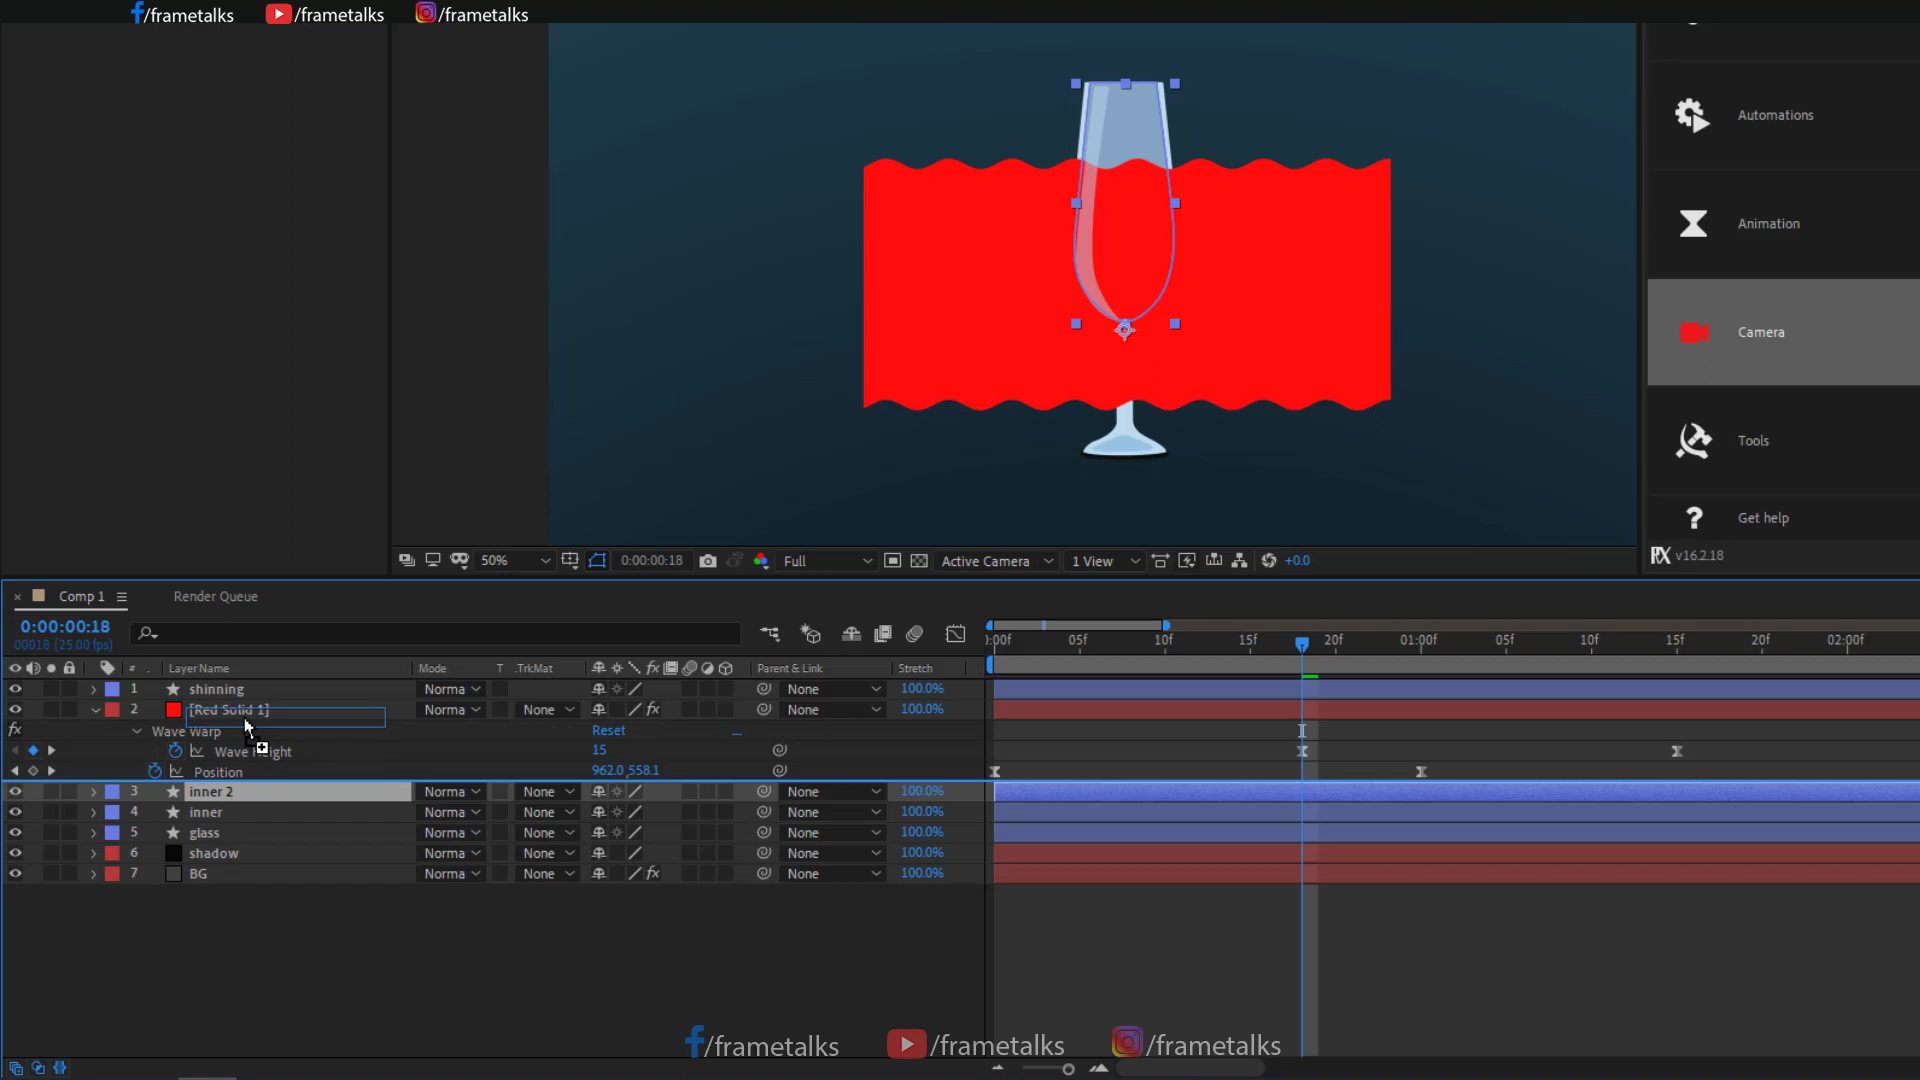 /frametalks /frametalks /frametalks
Automations
Animation
Camera
Tools
Get help
v16.2.18
50% 0:00:00:18 Full Active Camera 1 View +0.0
Comp 1 Render Queue
0:00:00:18
00018 (25.00 fps)
:00f 05f 10f 15f 20f 01:00f 05f 10f 15f 20f 02:00f
# Layer Name Mode T .TrkMat fx Parent & Link Stretch
1 shinning Norma None 100.0%
2 [Red Solid 1] Norma None fx None 100.0%
fx Wave Warp Reset
Wave Height 15
Position 962.0,558.1
3 inner 2 Norma None None 100.0%
4 inner Norma None None 100.0%
5 glass Norma None None 100.0%
6 shadow Norma None None 100.0%
7 BG Norma None fx None 100.0%
/frametalks /frametalks /frametalks